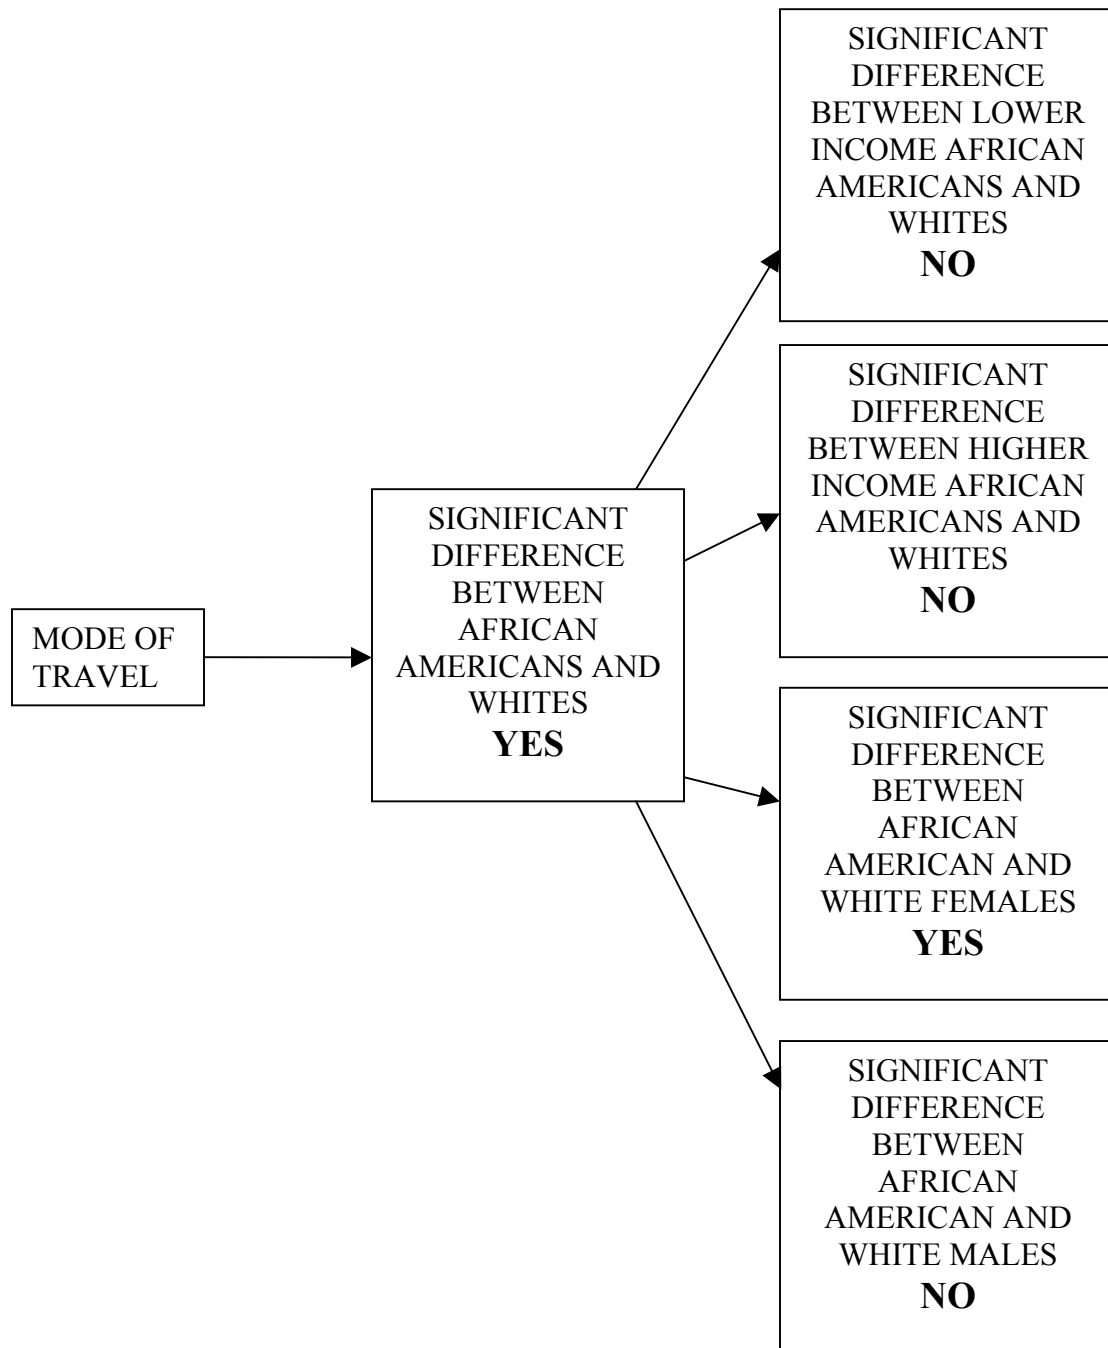 MODE OF
TRAVEL
SIGNIFICANT
DIFFERENCE
BETWEEN
AFRICAN
AMERICANS AND
WHITES
YES
SIGNIFICANT
DIFFERENCE
BETWEEN LOWER
INCOME AFRICAN
AMERICANS AND
WHITES
NO
SIGNIFICANT
DIFFERENCE
BETWEEN HIGHER
INCOME AFRICAN
AMERICANS AND
WHITES
NO
SIGNIFICANT
DIFFERENCE
BETWEEN
AFRICAN
AMERICAN AND
WHITE FEMALES
YES
SIGNIFICANT
DIFFERENCE
BETWEEN
AFRICAN
AMERICAN AND
WHITE MALES
NO